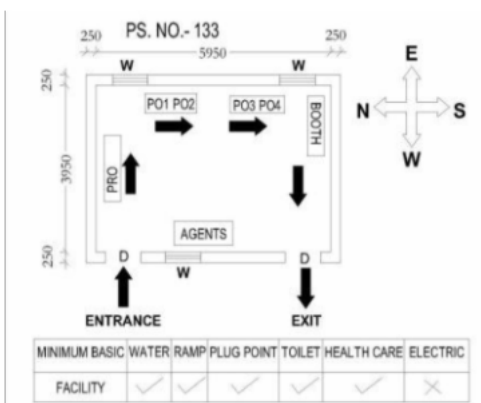 PS. NO.- 133
250 5950 250
W W E
250
PO1 PO2 PO3 PO4 BOOTH
N S
W
3950 PRO
AGENTS
250 D W D
ENTRANCE EXIT
MINIMUM BASIC WATER RAMP PLUG POINT TOILET HEALTH CARE ELECTRIC
FACILITY